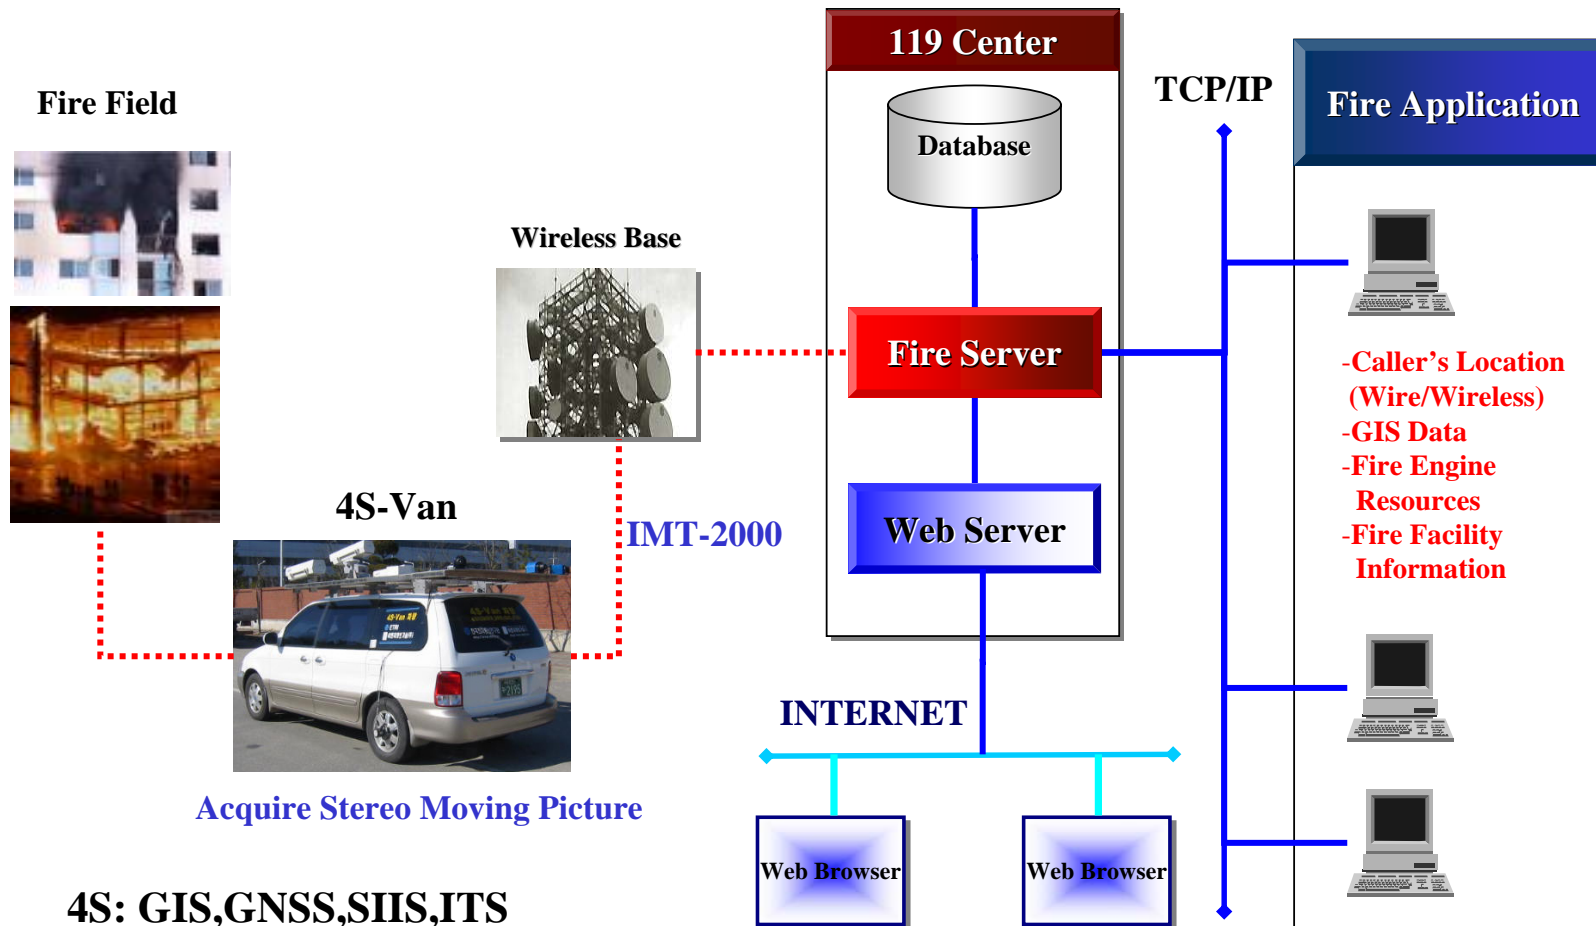 119 Center
Fire Field
TCP/IP
Fire Application
Database
Wireless Base
Fire Server
-Caller's Location
(Wire/Wireless)
-GIS Data
-Fire Engine
Resources
-Fire Facility
Information
4S-Van
IMT-2000
Web Server
4S-Van
INTERNET
Acquire Stereo Moving Picture
Web Browser
Web Browser
4S: GIS,GNSS,SIIS,ITS